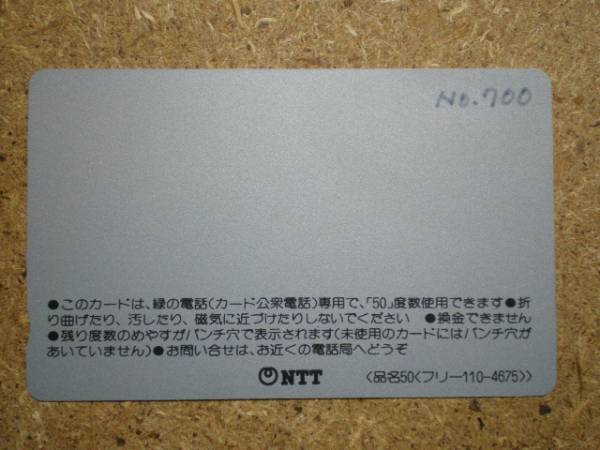 No.700
●このカードは、緑の電話(カード公衆電話)専用で、「50」度数使用できます●折
り曲げたり、汚したり、磁気に近づけたりしないでください ●換金できません
●残り度数のめやすがパンチ穴で表示されます(未使用のカードにはパンチ穴が
あいていません)●お問い合せは、お近くの電話局へどうぞ
NTT 〈品名50〈フリー110-4675〉〉